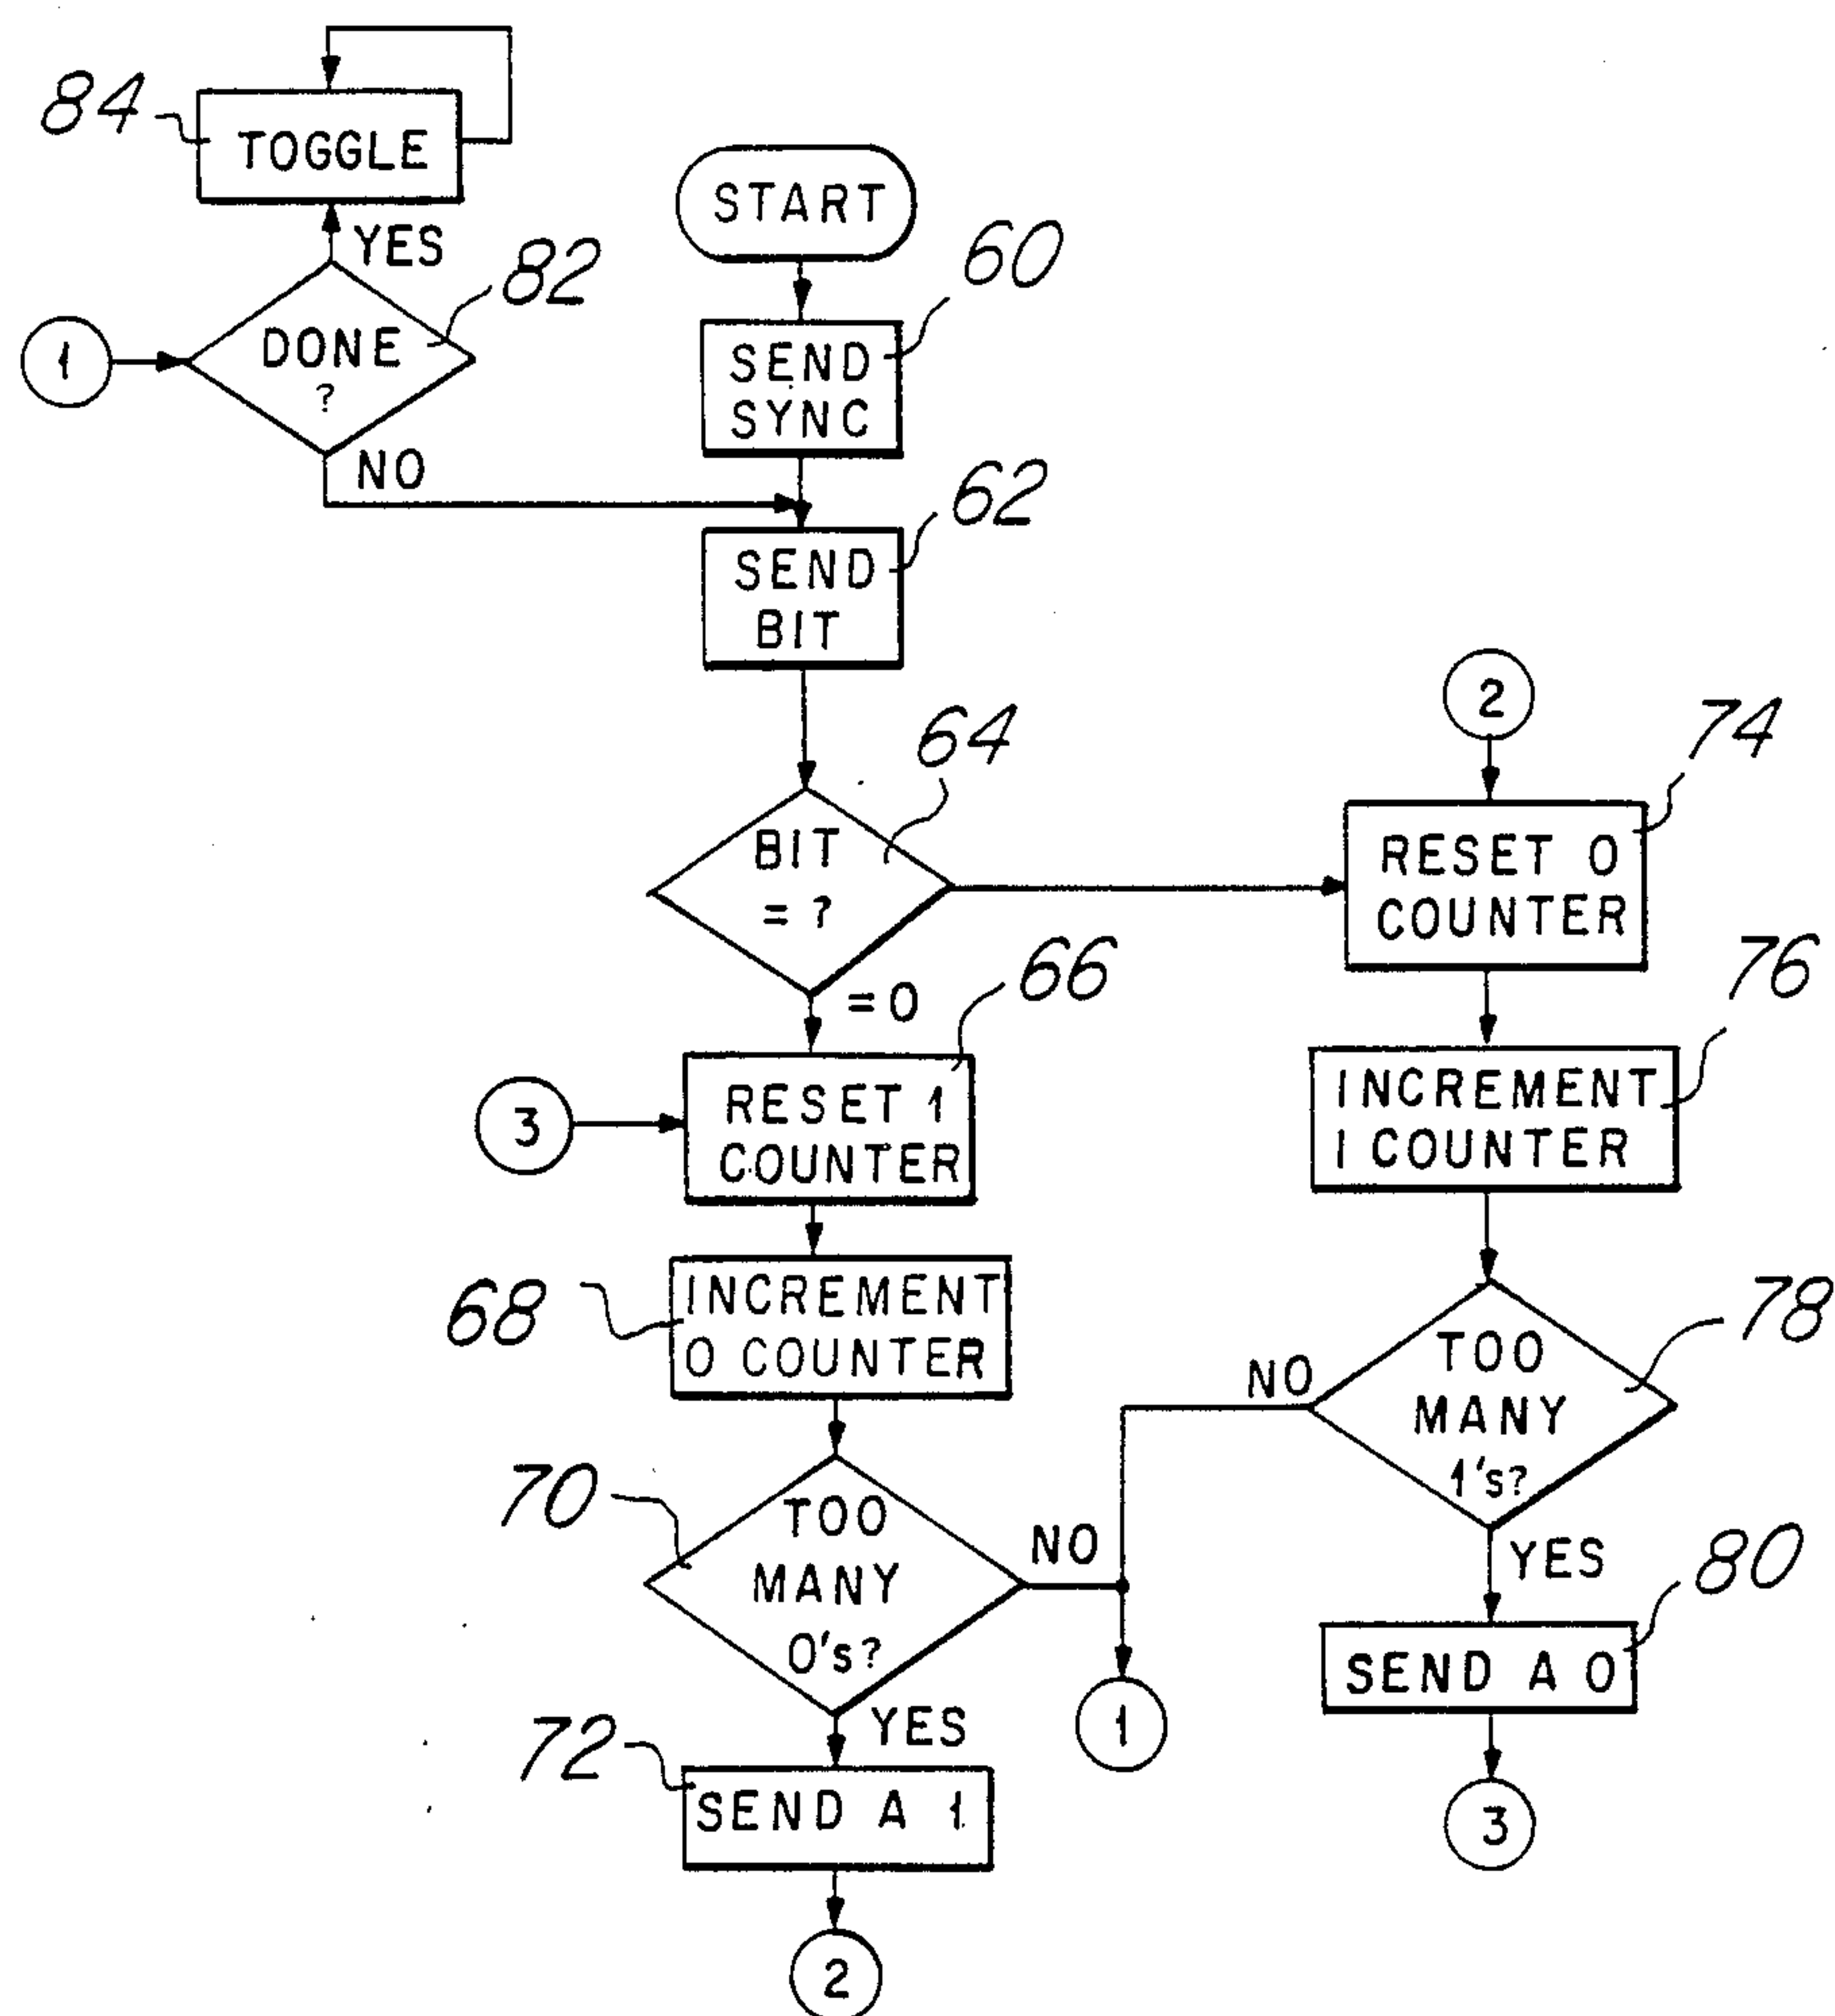 84
TOGGLE
YES
START
60
82
1
DONE
?
SEND
SYNC
NO
62
SEND
BIT
2
74
64
BIT
= ?
RESET 0
COUNTER
= 0
66
76
3
RESET 1
COUNTER
INCREMENT
1 COUNTER
68
INCREMENT
0 COUNTER
78
TOO
MANY
1's?
NO
70
TOO
MANY
0's?
NO
YES
80
SEND A 0
1
YES
72
SEND A 1
3
2